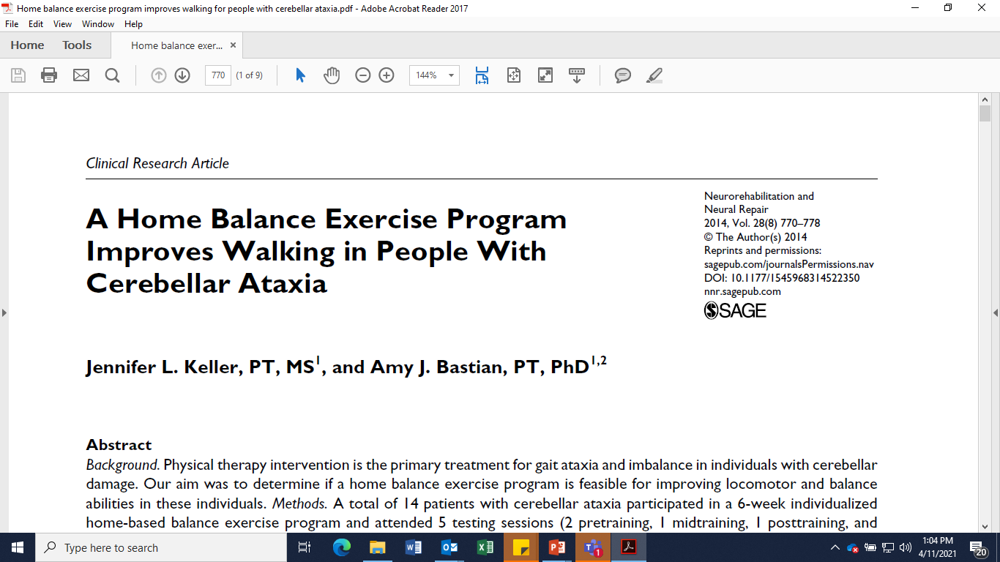 Home balance exercise program improves walking for people with cerebellar ataxia.pdf - Adobe Acrobat Reader 2017
File Edit View Window Help
Home Tools Home balance exer... ×
770 (1 of 9) 144%
Clinical Research Article
A Home Balance Exercise Program
Improves Walking in People With
Cerebellar Ataxia
Neurorehabilitation and
Neural Repair
2014, Vol. 28(8) 770–778
© The Author(s) 2014
Reprints and permissions:
sagepub.com/journalsPermissions.nav
DOI: 10.1177/1545968314522350
nnr.sagepub.com
SAGE
Jennifer L. Keller, PT, MS1, and Amy J. Bastian, PT, PhD1,2
Abstract
Background. Physical therapy intervention is the primary treatment for gait ataxia and imbalance in individuals with cerebellar
damage. Our aim was to determine if a home balance exercise program is feasible for improving locomotor and balance
abilities in these individuals. Methods. A total of 14 patients with cerebellar ataxia participated in a 6-week individualized
home-based balance exercise program and attended 5 testing sessions (2 pretraining, 1 midtraining, 1 posttraining, and
Type here to search
1
1:04 PM
4/11/2021
20